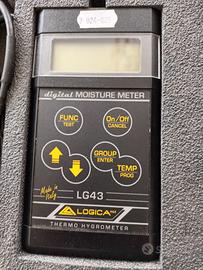 digital MOISTURE METER
FUNC
TEST
On/Off
CANCEL
GROUP
ENTER
TEMP
PROG
Made in
Italy
LG43
LOGICA
THERMO HYGROMETER